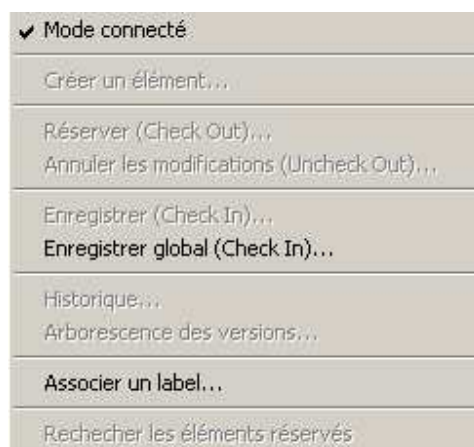 Mode connecté
Créer un élément...
Réserver (Check Out)...
Annuler les modifications (Uncheck Out)...
Enregistrer (Check In)...
Enregistrer global (Check In)...
Historique...
Arborescence des versions...
Associer un label...
Rechecher les éléments réservés